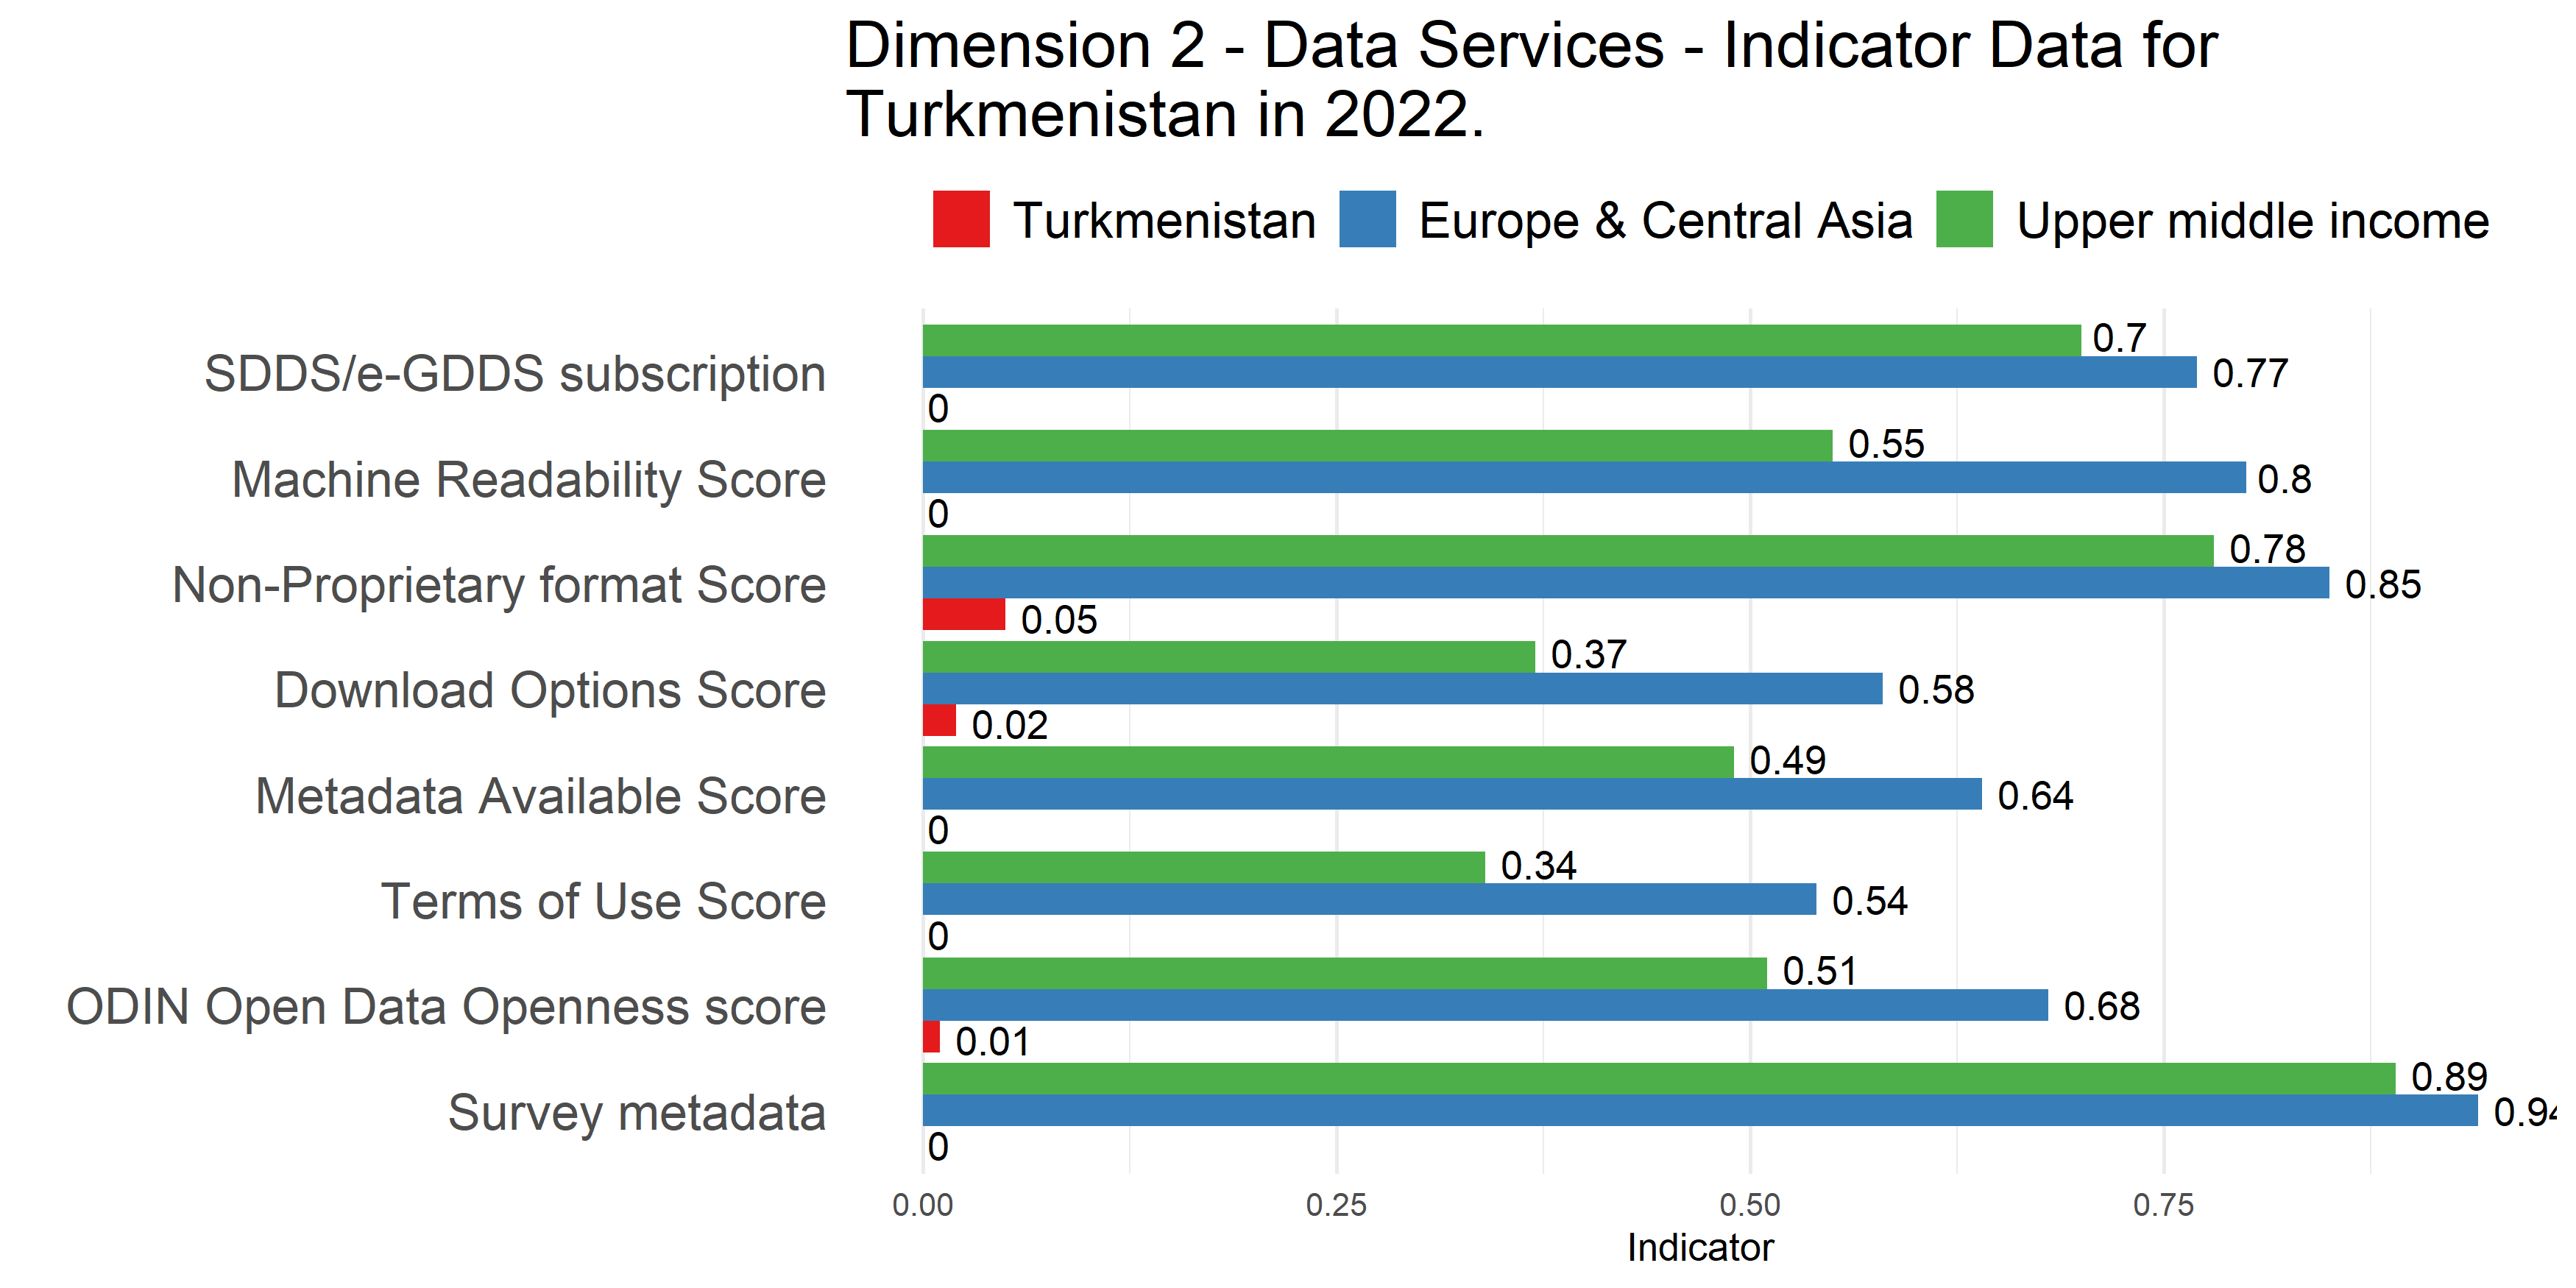 Dimension 2 - Data Services - Indicator Data for
Turkmenistan in 2022.
Turkmenistan Europe & Central Asia Upper middle income
SDDS/e-GDDS subscription
0.7
0.77
0
Machine Readability Score
0.55
0.8
0
Non-Proprietary format Score
0.78
0.85
0.05
Download Options Score
0.37
0.58
0.02
Metadata Available Score
0.49
0.64
0
Terms of Use Score
0.34
0.54
0
ODIN Open Data Openness score
0.51
0.68
0.01
Survey metadata
0.89
0.94
0
0.00 0.25 0.50 0.75
Indicator